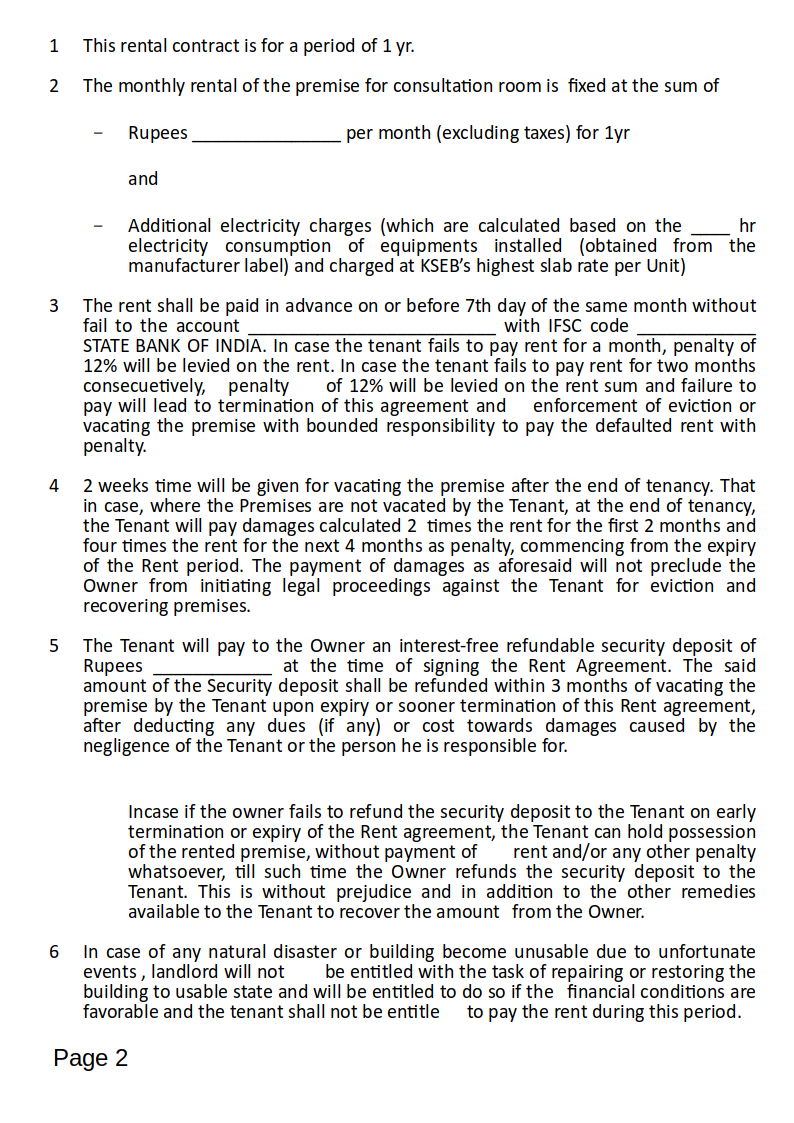 1 This rental contract is for a period of 1 yr.
2 The monthly rental of the premise for consultation room is fixed at the sum of
– Rupees _______________ per month (excluding taxes) for 1yr
and
– Additional electricity charges (which are calculated based on the ____ hr
electricity consumption of equipments installed (obtained from the
manufacturer label) and charged at KSEB’s highest slab rate per Unit)
3 The rent shall be paid in advance on or before 7th day of the same month without
fail to the account _________________________ with IFSC code ____________
STATE BANK OF INDIA. In case the tenant fails to pay rent for a month, penalty of
12% will be levied on the rent. In case the tenant fails to pay rent for two months
consecuetively, penalty of 12% will be levied on the rent sum and failure to
pay will lead to termination of this agreement and enforcement of eviction or
vacating the premise with bounded responsibility to pay the defaulted rent with
penalty.
4 2 weeks time will be given for vacating the premise after the end of tenancy. That
in case, where the Premises are not vacated by the Tenant, at the end of tenancy,
the Tenant will pay damages calculated 2 times the rent for the first 2 months and
four times the rent for the next 4 months as penalty, commencing from the expiry
of the Rent period. The payment of damages as aforesaid will not preclude the
Owner from initiating legal proceedings against the Tenant for eviction and
recovering premises.
5 The Tenant will pay to the Owner an interest-free refundable security deposit of
Rupees ____________ at the time of signing the Rent Agreement. The said
amount of the Security deposit shall be refunded within 3 months of vacating the
premise by the Tenant upon expiry or sooner termination of this Rent agreement,
after deducting any dues (if any) or cost towards damages caused by the
negligence of the Tenant or the person he is responsible for.
Incase if the owner fails to refund the security deposit to the Tenant on early
termination or expiry of the Rent agreement, the Tenant can hold possession
of the rented premise, without payment of rent and/or any other penalty
whatsoever, till such time the Owner refunds the security deposit to the
Tenant. This is without prejudice and in addition to the other remedies
available to the Tenant to recover the amount from the Owner.
6 In case of any natural disaster or building become unusable due to unfortunate
events , landlord will not be entitled with the task of repairing or restoring the
building to usable state and will be entitled to do so if the financial conditions are
favorable and the tenant shall not be entitle to pay the rent during this period.
Page 2